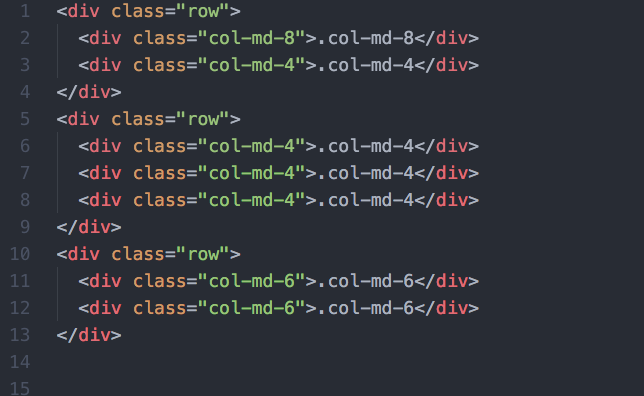 1 <div class="row">
2   <div class="col-md-8">.col-md-8</div>
3   <div class="col-md-4">.col-md-4</div>
4 </div>
5 <div class="row">
6   <div class="col-md-4">.col-md-4</div>
7   <div class="col-md-4">.col-md-4</div>
8   <div class="col-md-4">.col-md-4</div>
9 </div>
10 <div class="row">
11   <div class="col-md-6">.col-md-6</div>
12   <div class="col-md-6">.col-md-6</div>
13 </div>
14
15